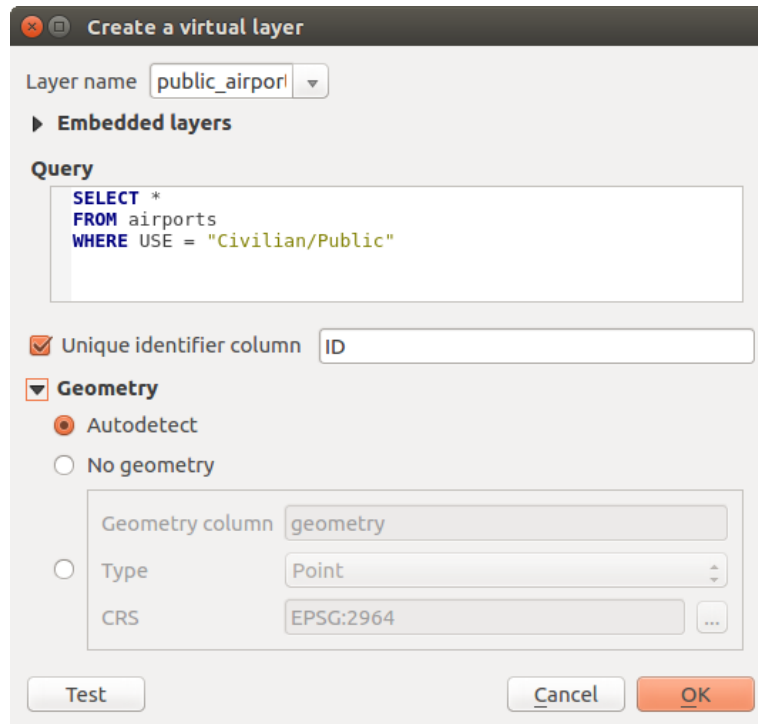 Create a virtual layer
Layer name public_airport
Embedded layers
Query
SELECT *
FROM airports
WHERE USE = "Civilian/Public"
Unique identifier column ID
Geometry
Autodetect
No geometry
Geometry column geometry
Type Point
CRS EPSG:2964 ...
Test Cancel OK